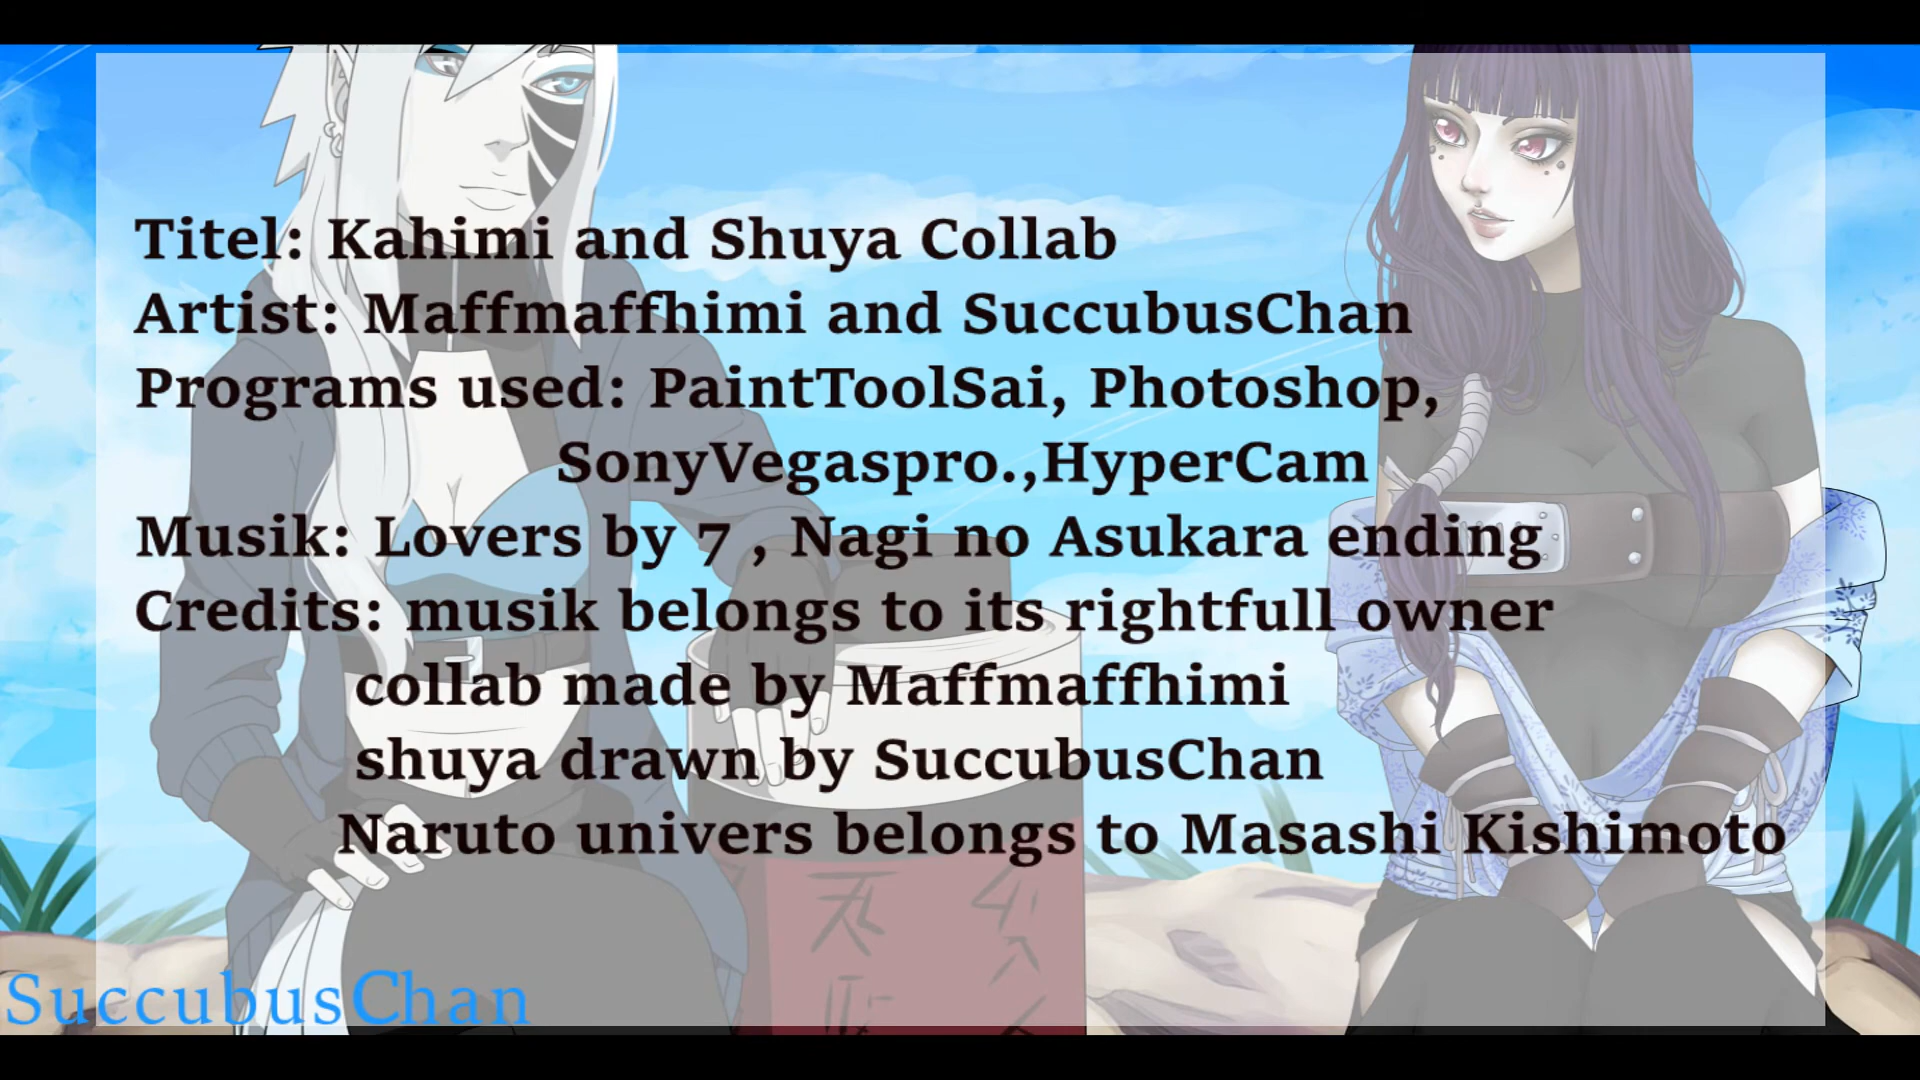 Titel: Kahimi and Shuya Collab
Artist: Maffmaffhimi and SuccubusChan
Programs used: PaintToolSai, Photoshop,
SonyVegaspro.,HyperCam
Musik: Lovers by 7 , Nagi no Asukara ending
Credits: musik belongs to its rightfull owner
collab made by Maffmaffhimi
shuya drawn by SuccubusChan
Naruto univers belongs to Masashi Kishimoto
SuccubusChan